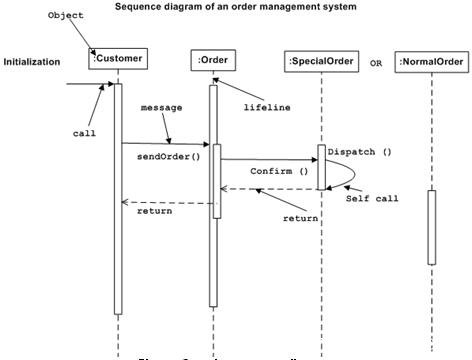 Sequence diagram of an order management system
Object
Initialization
:Customer
:Order
:SpecialOrder
OR
:NormalOrder
message
lifeline
call
sendOrder()
Dispatch ()
Confirm ()
Self call
return
return